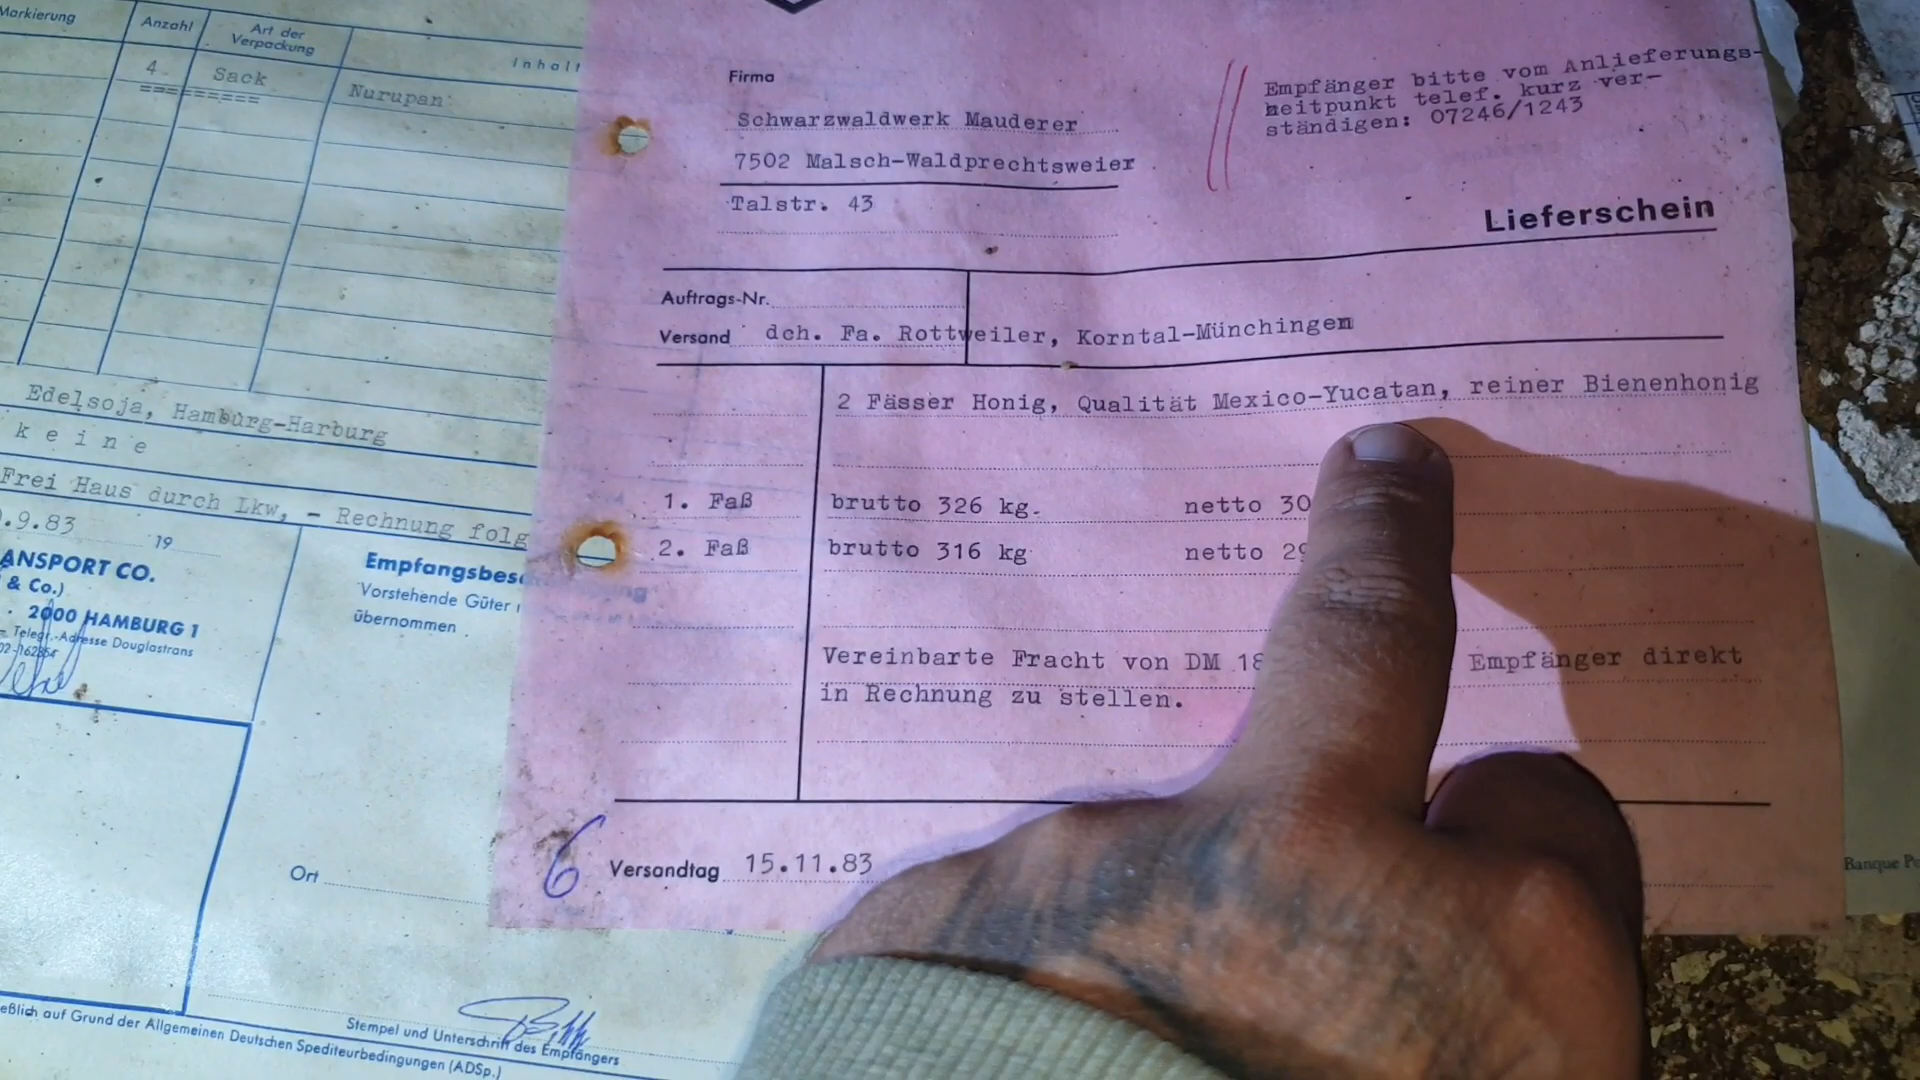 Markierung
Anzahl
Art der
Verpackung
Inhalt
4
Sack
Nurupan
Edelsoja, Hamburg-Harburg
keine
Frei Haus durch Lkw, - Rechnung folg
.9.83
19
ANSPORT CO.
& Co.)
2000 HAMBURG 1
Telegr.-Adresse Douglastrans
Empfangsbes
Vorstehende Güter
übernommen
Ort
Stempel und Unterschrift des Empfängers
eßlich auf Grund der Allgemeinen Deutschen Spediteurbedingungen (ADSp.)
Firma
Schwarzwaldwerk Mauderer
7502 Malsch-Waldprechtsweier
Talstr. 43
Empfänger bitte vom Anlieferungs-
zeitpunkt telef. kurz ver-
ständigen: 07246/1243
Lieferschein
Auftrags-Nr.
Versand dch. Fa. Rottweiler, Korntal-Münchingen
2 Fässer Honig, Qualität Mexico-Yucatan, reiner Bienenhonig
1. Faß brutto 326 kg. netto 30
2. Faß brutto 316 kg netto 29
Vereinbarte Fracht von DM 18 Empfänger direkt
in Rechnung zu stellen.
6
Versandtag 15.11.83
Banque